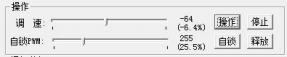 操作
调 速: -64 (-6.4%) 操作 停止
自锁PWM: 255 (25.5%) 自锁 释放